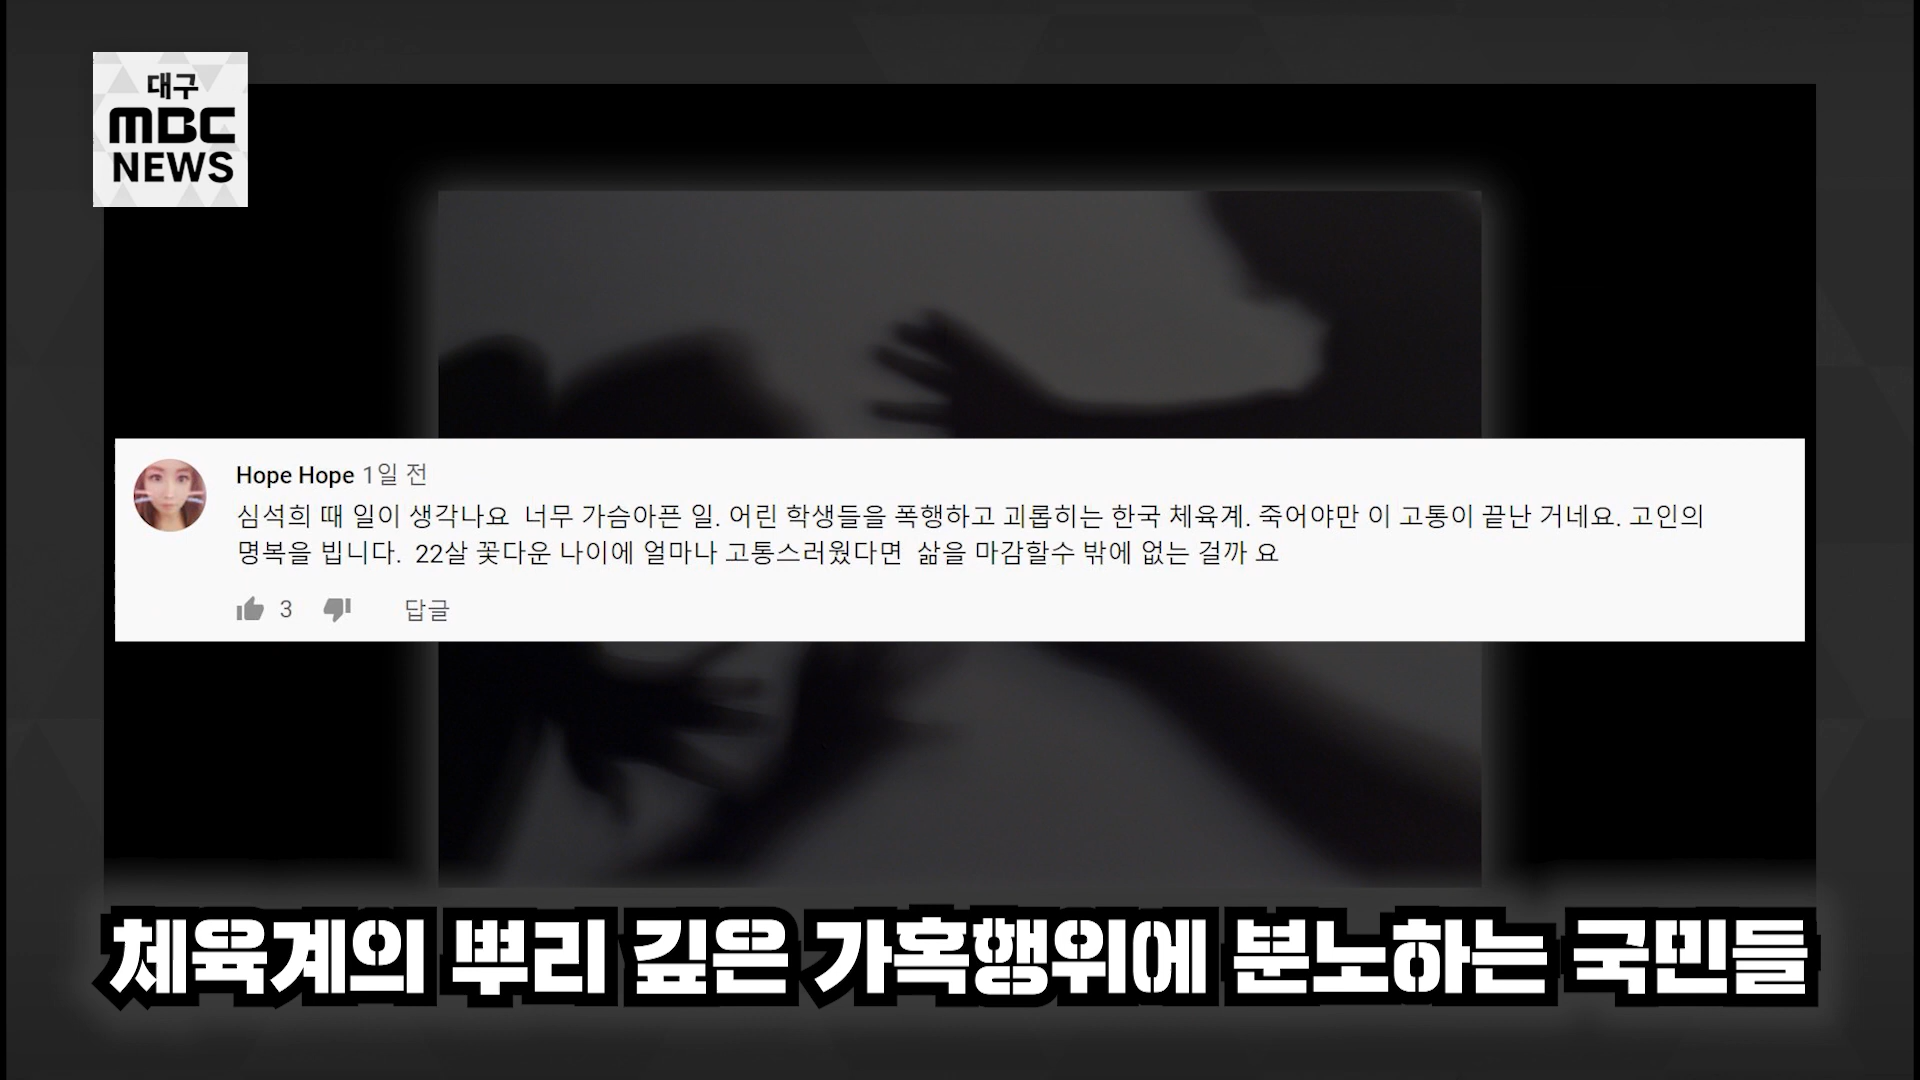 대구
MBC
NEWS
Hope Hope 1일 전
심석희 때 일이 생각나요 너무 가슴아픈 일. 어린 학생들을 폭행하고 괴롭히는 한국 체육계. 죽어야만 이 고통이 끝난 거네요. 고인의
명복을 빕니다. 22살 꽃다운 나이에 얼마나 고통스러웠다면 삶을 마감할수 밖에 없는 걸까 요
3 답글
체육계의 뿌리 깊은 가혹행위에 분노하는 국민들